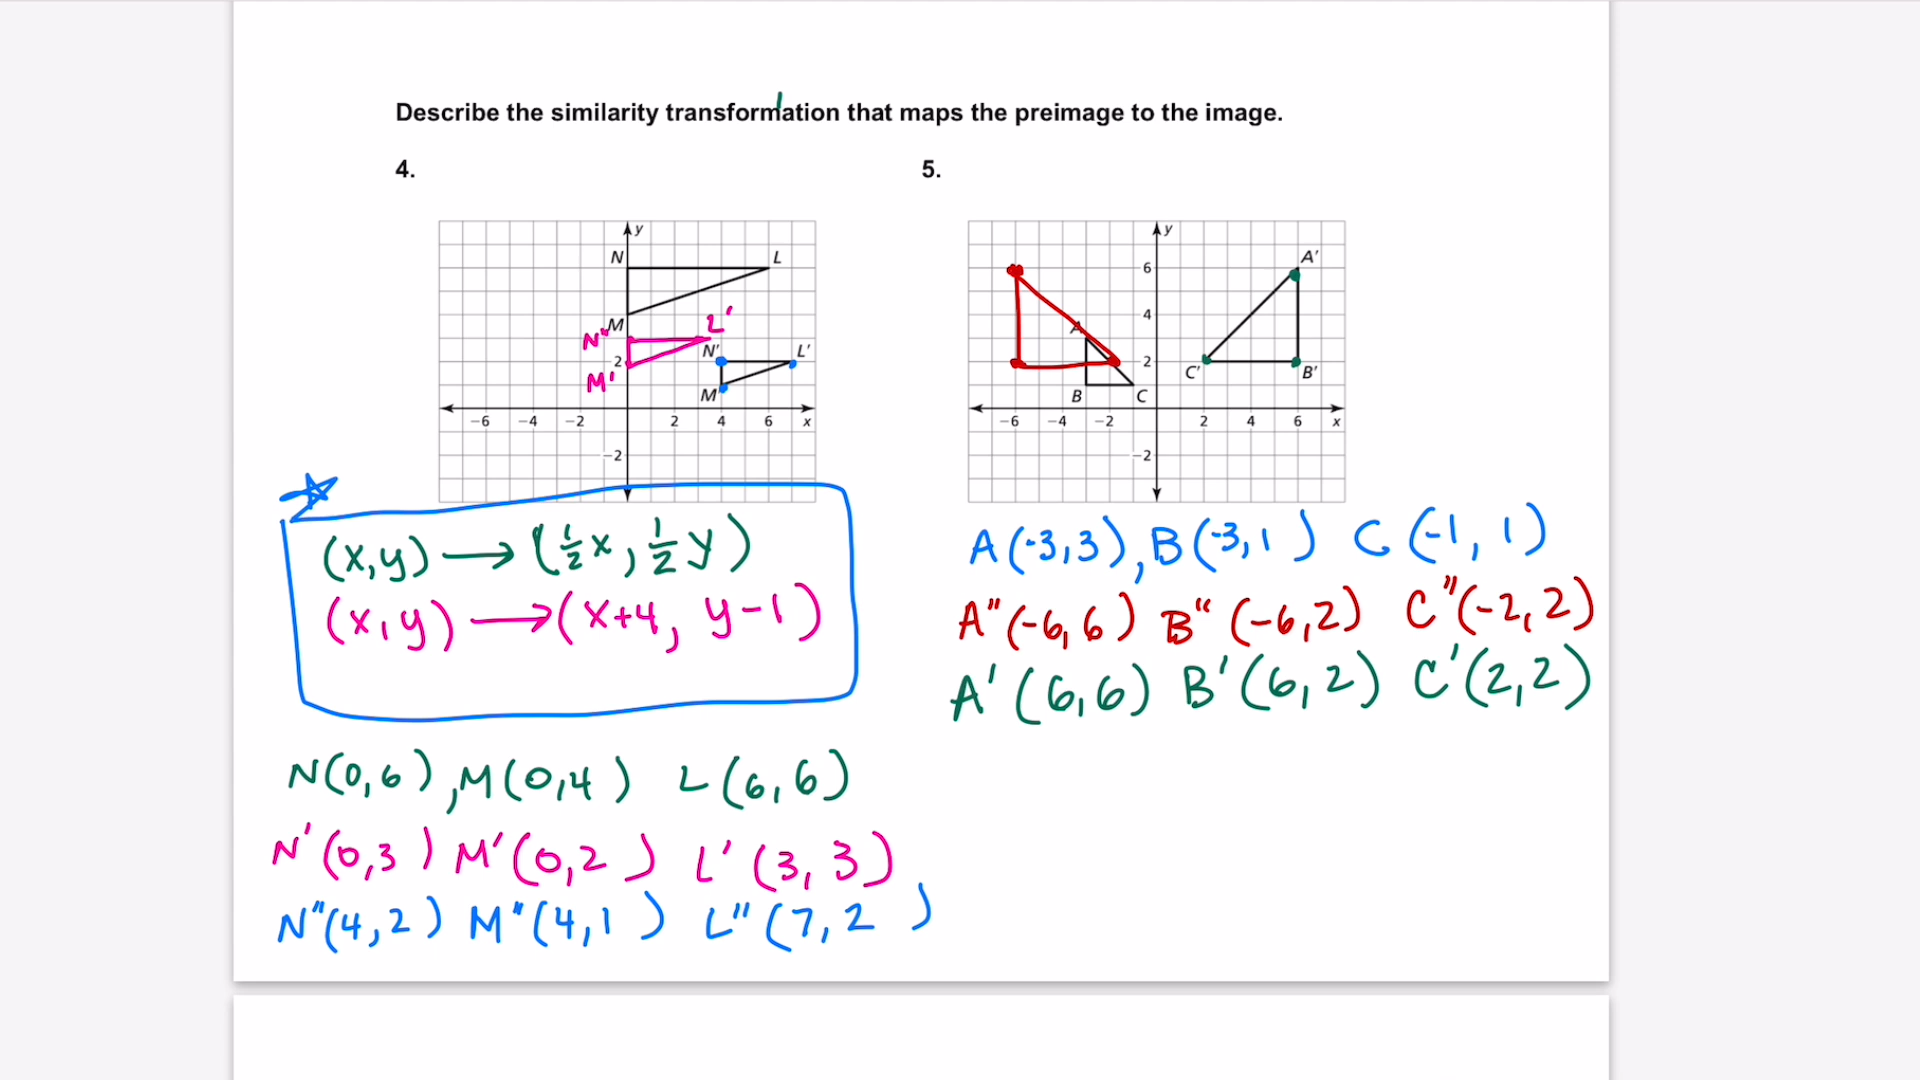 Describe the similarity transformation that maps the preimage to the image.
4.
5.
y
N
L
M
N"
L'
M'
2
N'
L'
M'
-6 -4 -2 2 4 6 x
-2
y
6
A'
4
A
2
C'
B'
B
C
-6 -4 -2 2 4 6 x
-2
(x,y) → (½x, ½y)
(x,y) → (x+4, y-1)
N(0,6), M(0,4) L(6,6)
N'(0,3) M'(0,2) L'(3,3)
N"(4,2) M"(4,1) L"(7,2)
A(-3,3), B(-3,1) C(-1,1)
A"(-6,6) B"(-6,2) C"(-2,2)
A'(6,6) B'(6,2) C'(2,2)